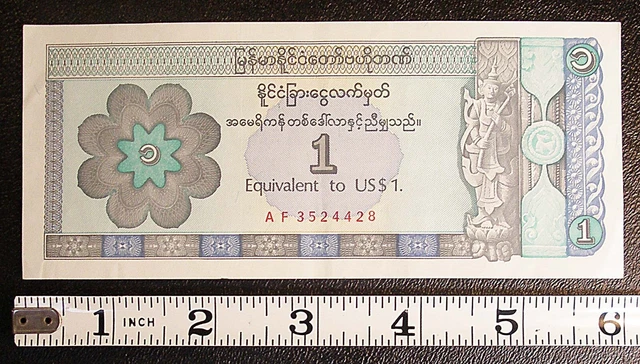 မြန်မာနိုင်ငံတော်ဗဟိုဘဏ်
၁
နိုင်ငံခြားငွေလက်မှတ်
အမေရိကန် တစ်ဒေါ်လာနှင့်ညီမျှသည်။
၁
1
Equivalent to US$1.
AF3524428
1
1 INCH 2 3 4 5 6